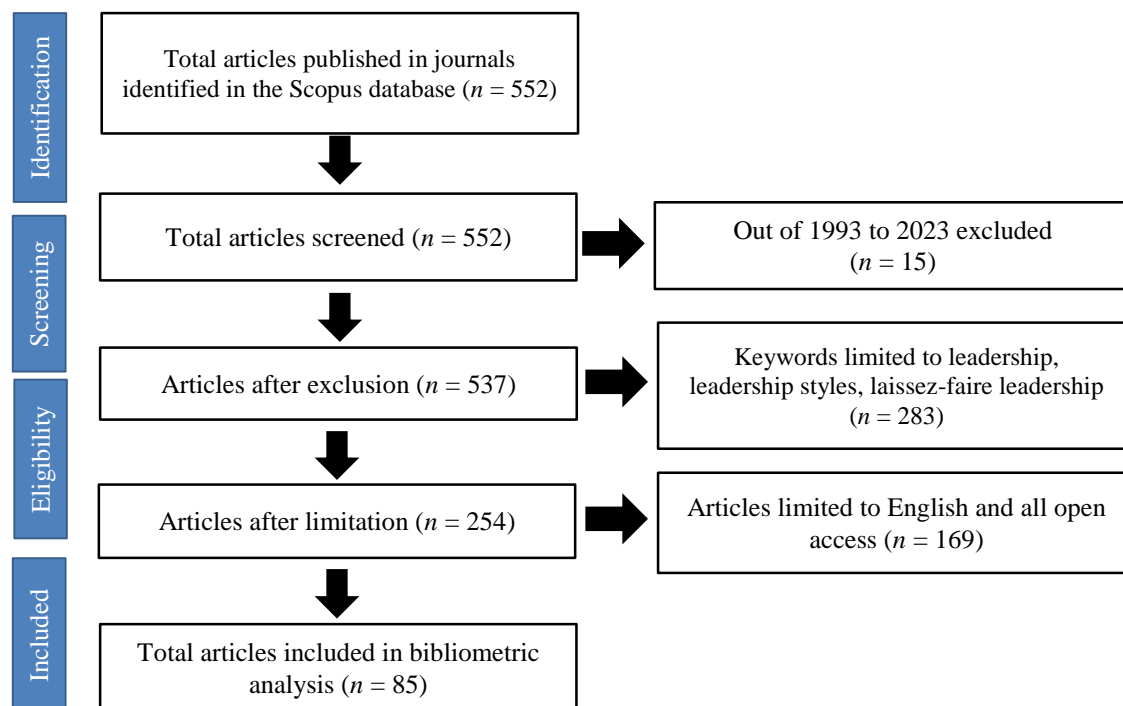 Identification
Total articles published in journals
identified in the Scopus database (n = 552)
Screening
Total articles screened (n = 552)
Out of 1993 to 2023 excluded
(n = 15)
Articles after exclusion (n = 537)
Keywords limited to leadership,
leadership styles, laissez-faire leadership
(n = 283)
Eligibility
Articles after limitation (n = 254)
Articles limited to English and all open
access (n = 169)
Included
Total articles included in bibliometric
analysis (n = 85)